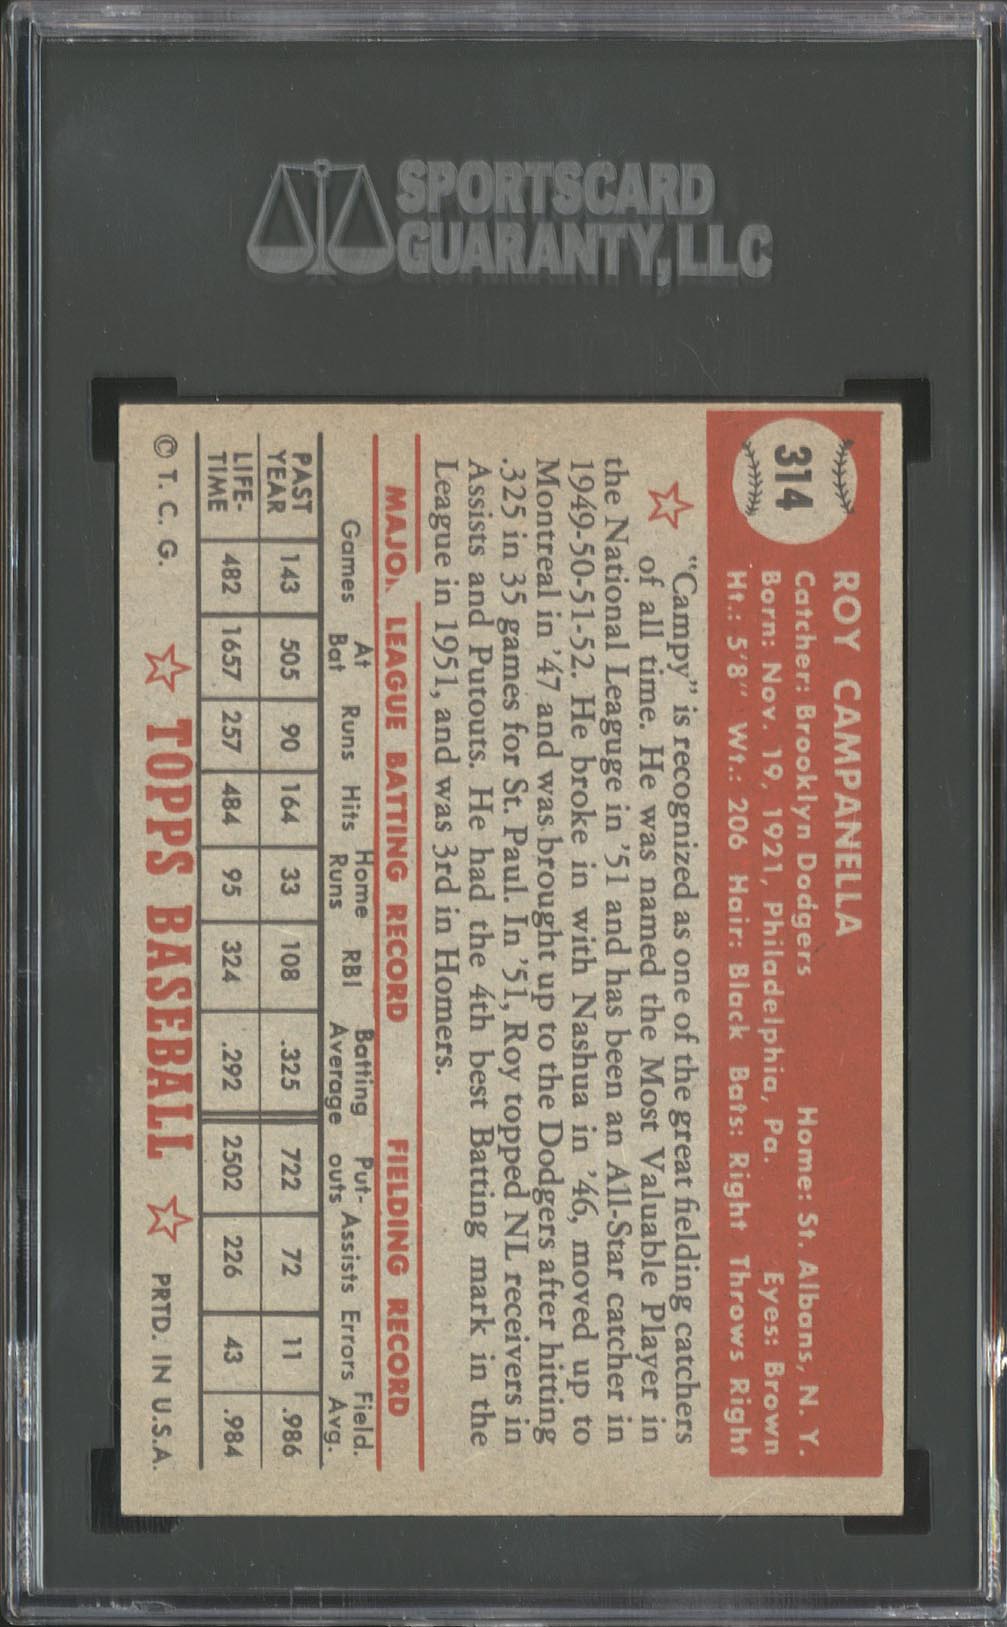 SPORTSCARD
GUARANTY, LLC
314
ROY CAMPANELLA
Catcher: Brooklyn Dodgers Home: St. Albans, N. Y.
Born: Nov. 19, 1921, Philadelphia, Pa. Eyes: Brown
Ht.: 5'8" Wt.: 206 Hair: Black Bats: Right Throws Right
"Campy" is recognized as one of the great fielding catchers
of all time. He was named the Most Valuable Player in
the National League in '51 and has been an All-Star catcher in
1949-50-51-52. He broke in with Nashua in '46, moved up to
Montreal in '47 and was brought up to the Dodgers after hitting
.325 in 35 games for St. Paul. In '51, Roy topped NL receivers in
Assists and Putouts. He had the 4th best Batting mark in the
League in 1951, and was 3rd in Homers.
MAJOR LEAGUE BATTING RECORD FIELDING RECORD
Games At Bat Runs Hits Home Runs RBI Batting Average Put-outs Assists Errors Field. Avg.
PAST YEAR 143 505 90 164 33 108 .325 722 72 11 .986
LIFE-TIME 482 1657 257 484 95 324 .292 2502 226 43 .984
© T. C. G. TOPPS BASEBALL PRTD. IN U.S.A.